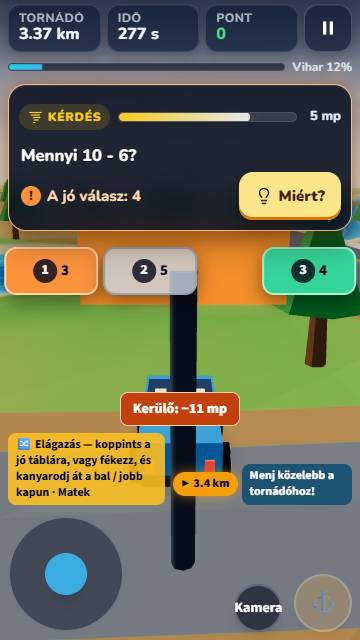 TORNÁDÓ
3.37 km
IDŐ
277 s
PONT
0
Vihar 12%
KÉRDÉS
5 mp
Mennyi 10 - 6?
! A jó válasz: 4
Miért?
1 3
2 5
3 4
Kerülő: −11 mp
Elágazás — koppints a
jó táblára, vagy fékezz, és
kanyarodj át a bal / jobb
kapun · Matek
▸ 3.4 km
Menj közelebb a
tornádóhoz!
Kamera